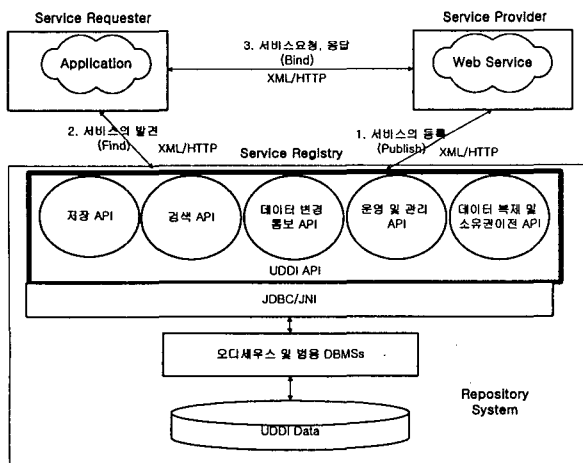 Service Requester
Service Provider
Application
3. 서비스요청, 응답
(Bind)
XML/HTTP
Web Service
2. 서비스의 발견
(Find)
XML/HTTP
1. 서비스의 등록
(Publish)
XML/HTTP
Service Registry
저장 API
검색 API
데이터 변경
통보 API
운영 및 관리
API
데이터 복제 및
소유권이전 API
UDDI API
JDBC/JNI
오디세우스 및 범용 DBMSs
UDDI Data
Repository
System